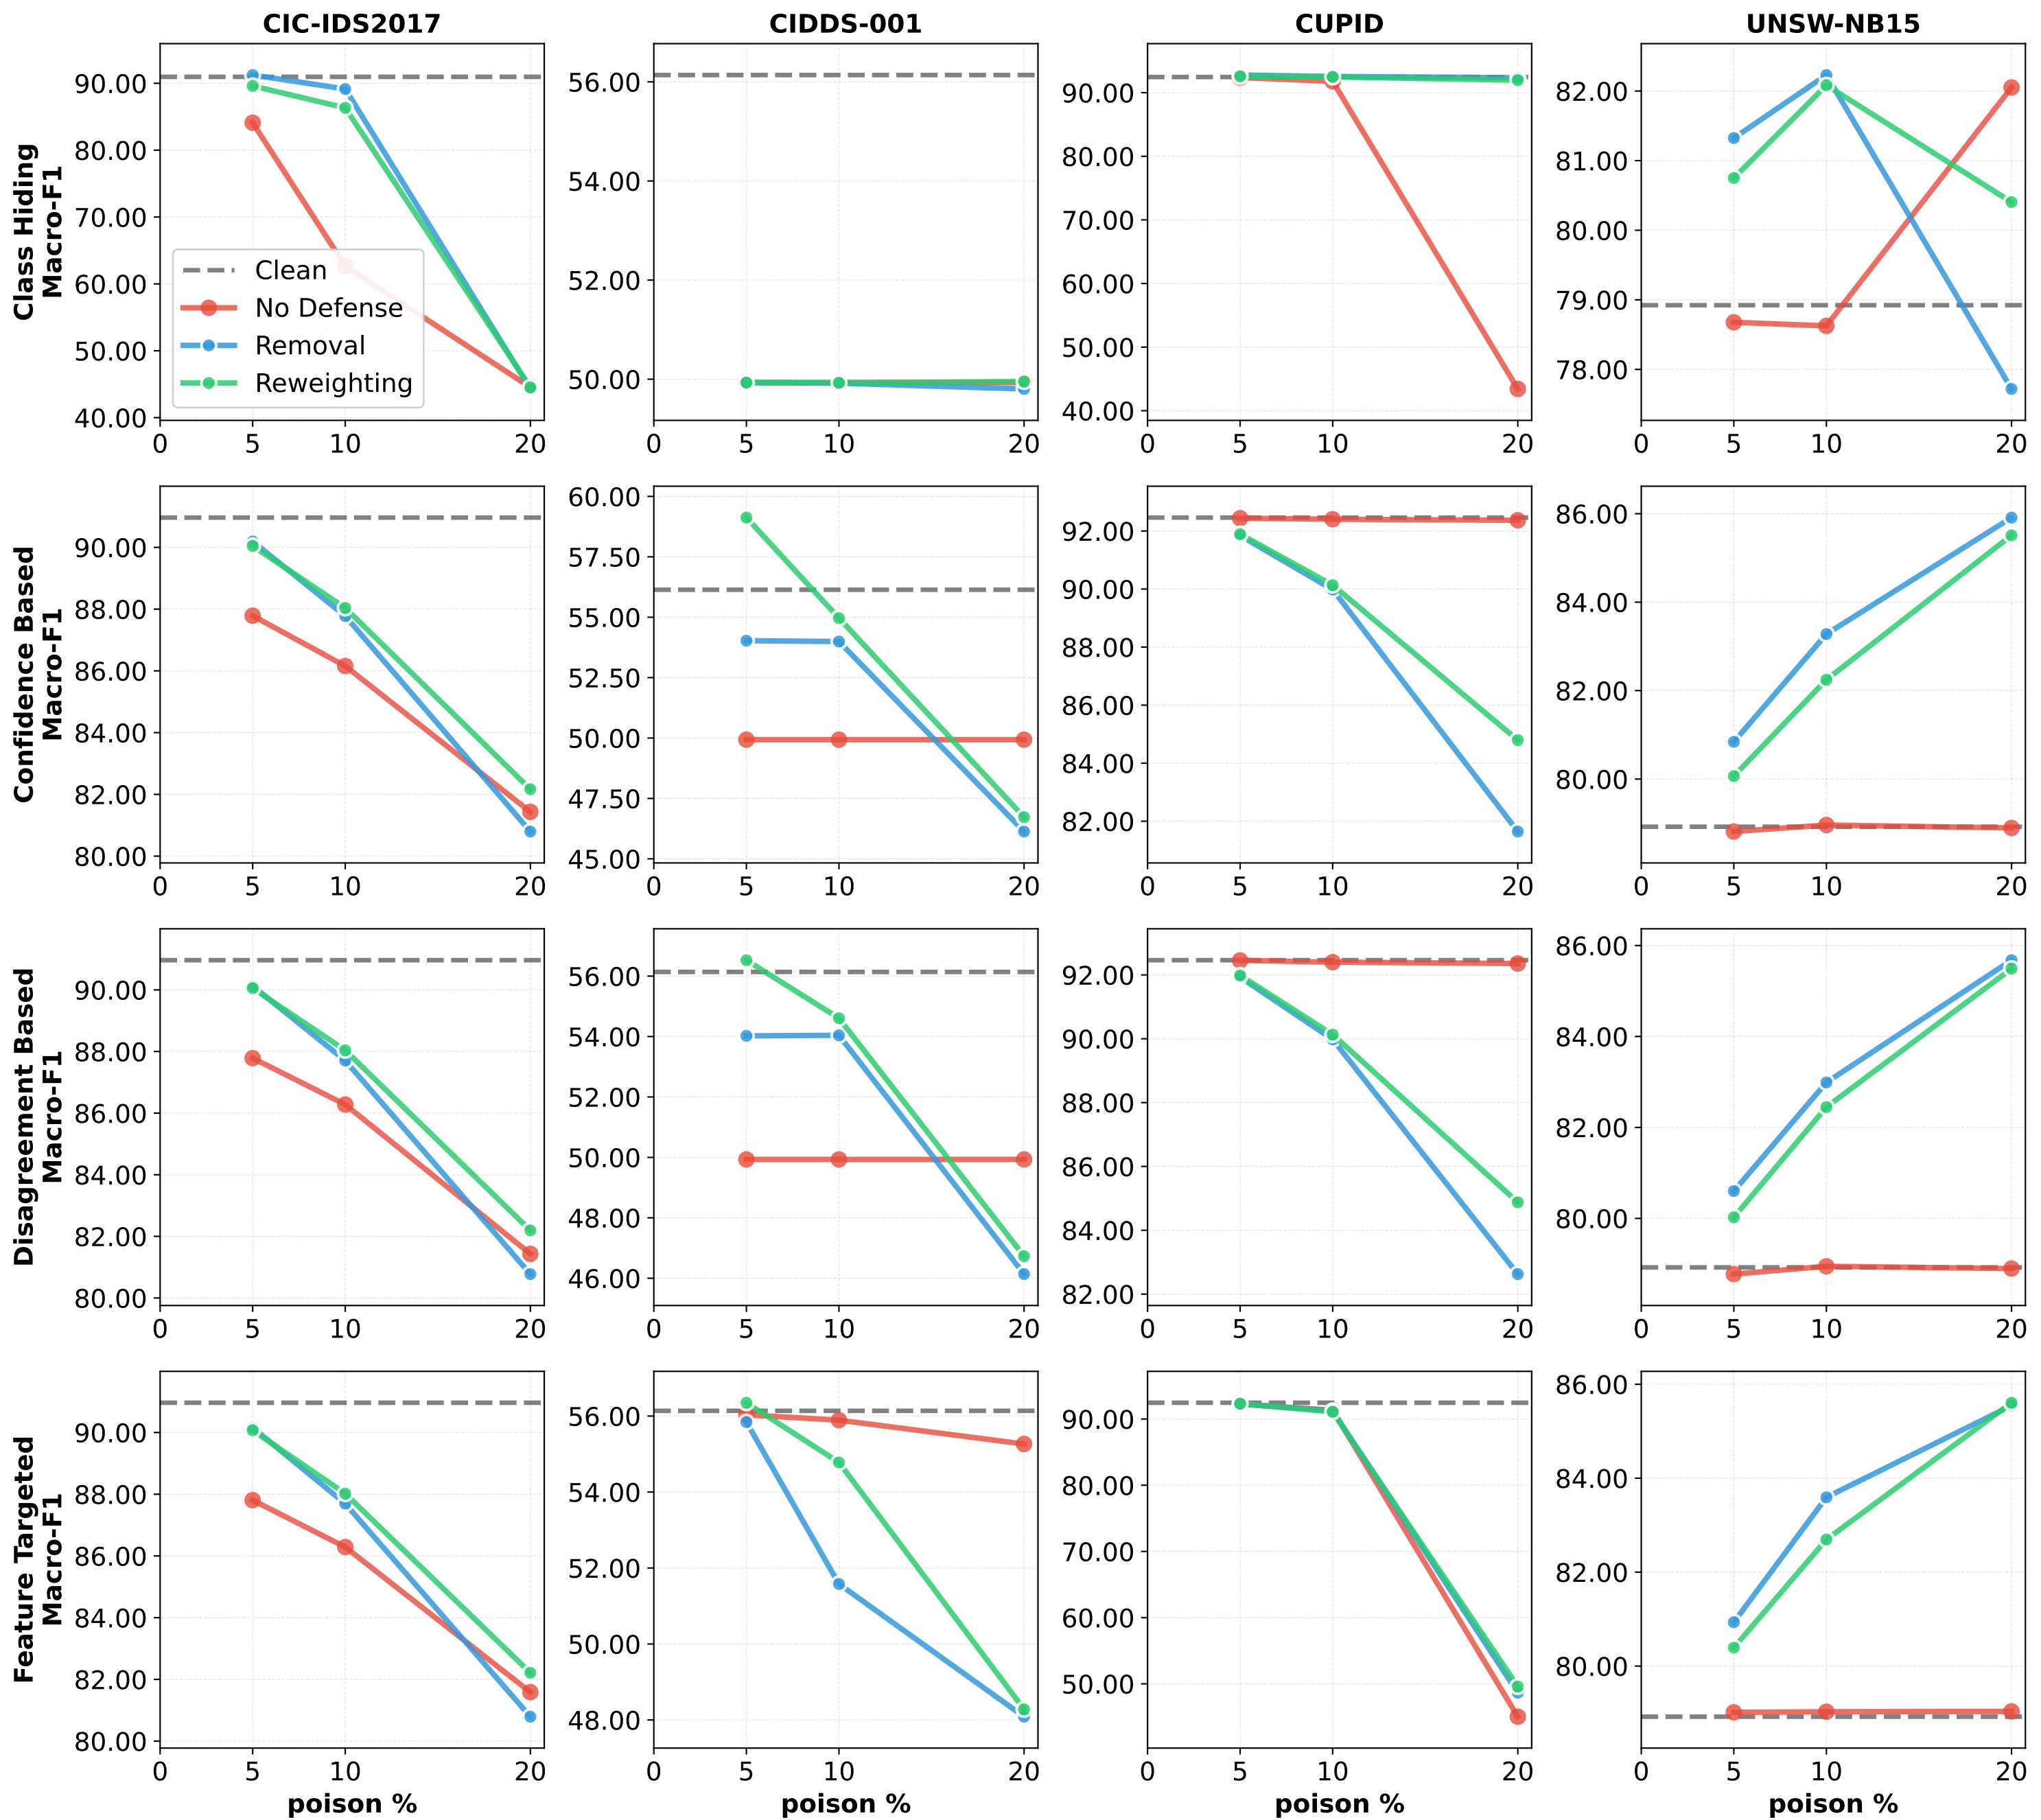 CIC-IDS2017 CIDDS-001 CUPID UNSW-NB15
Class Hiding
Macro-F1
90.00
80.00
70.00
60.00
50.00
40.00
0 5 10 20
Clean
No Defense
Removal
Reweighting
56.00
54.00
52.00
50.00
0 5 10 20
90.00
80.00
70.00
60.00
50.00
40.00
0 5 10 20
82.00
81.00
80.00
79.00
78.00
0 5 10 20
Confidence Based
Macro-F1
90.00
88.00
86.00
84.00
82.00
80.00
0 5 10 20
60.00
57.50
55.00
52.50
50.00
47.50
45.00
0 5 10 20
92.00
90.00
88.00
86.00
84.00
82.00
0 5 10 20
86.00
84.00
82.00
80.00
0 5 10 20
Disagreement Based
Macro-F1
90.00
88.00
86.00
84.00
82.00
80.00
0 5 10 20
56.00
54.00
52.00
50.00
48.00
46.00
0 5 10 20
92.00
90.00
88.00
86.00
84.00
82.00
0 5 10 20
86.00
84.00
82.00
80.00
0 5 10 20
Feature Targeted
Macro-F1
90.00
88.00
86.00
84.00
82.00
80.00
0 5 10 20
poison %
56.00
54.00
52.00
50.00
48.00
0 5 10 20
poison %
90.00
80.00
70.00
60.00
50.00
0 5 10 20
poison %
86.00
84.00
82.00
80.00
0 5 10 20
poison %